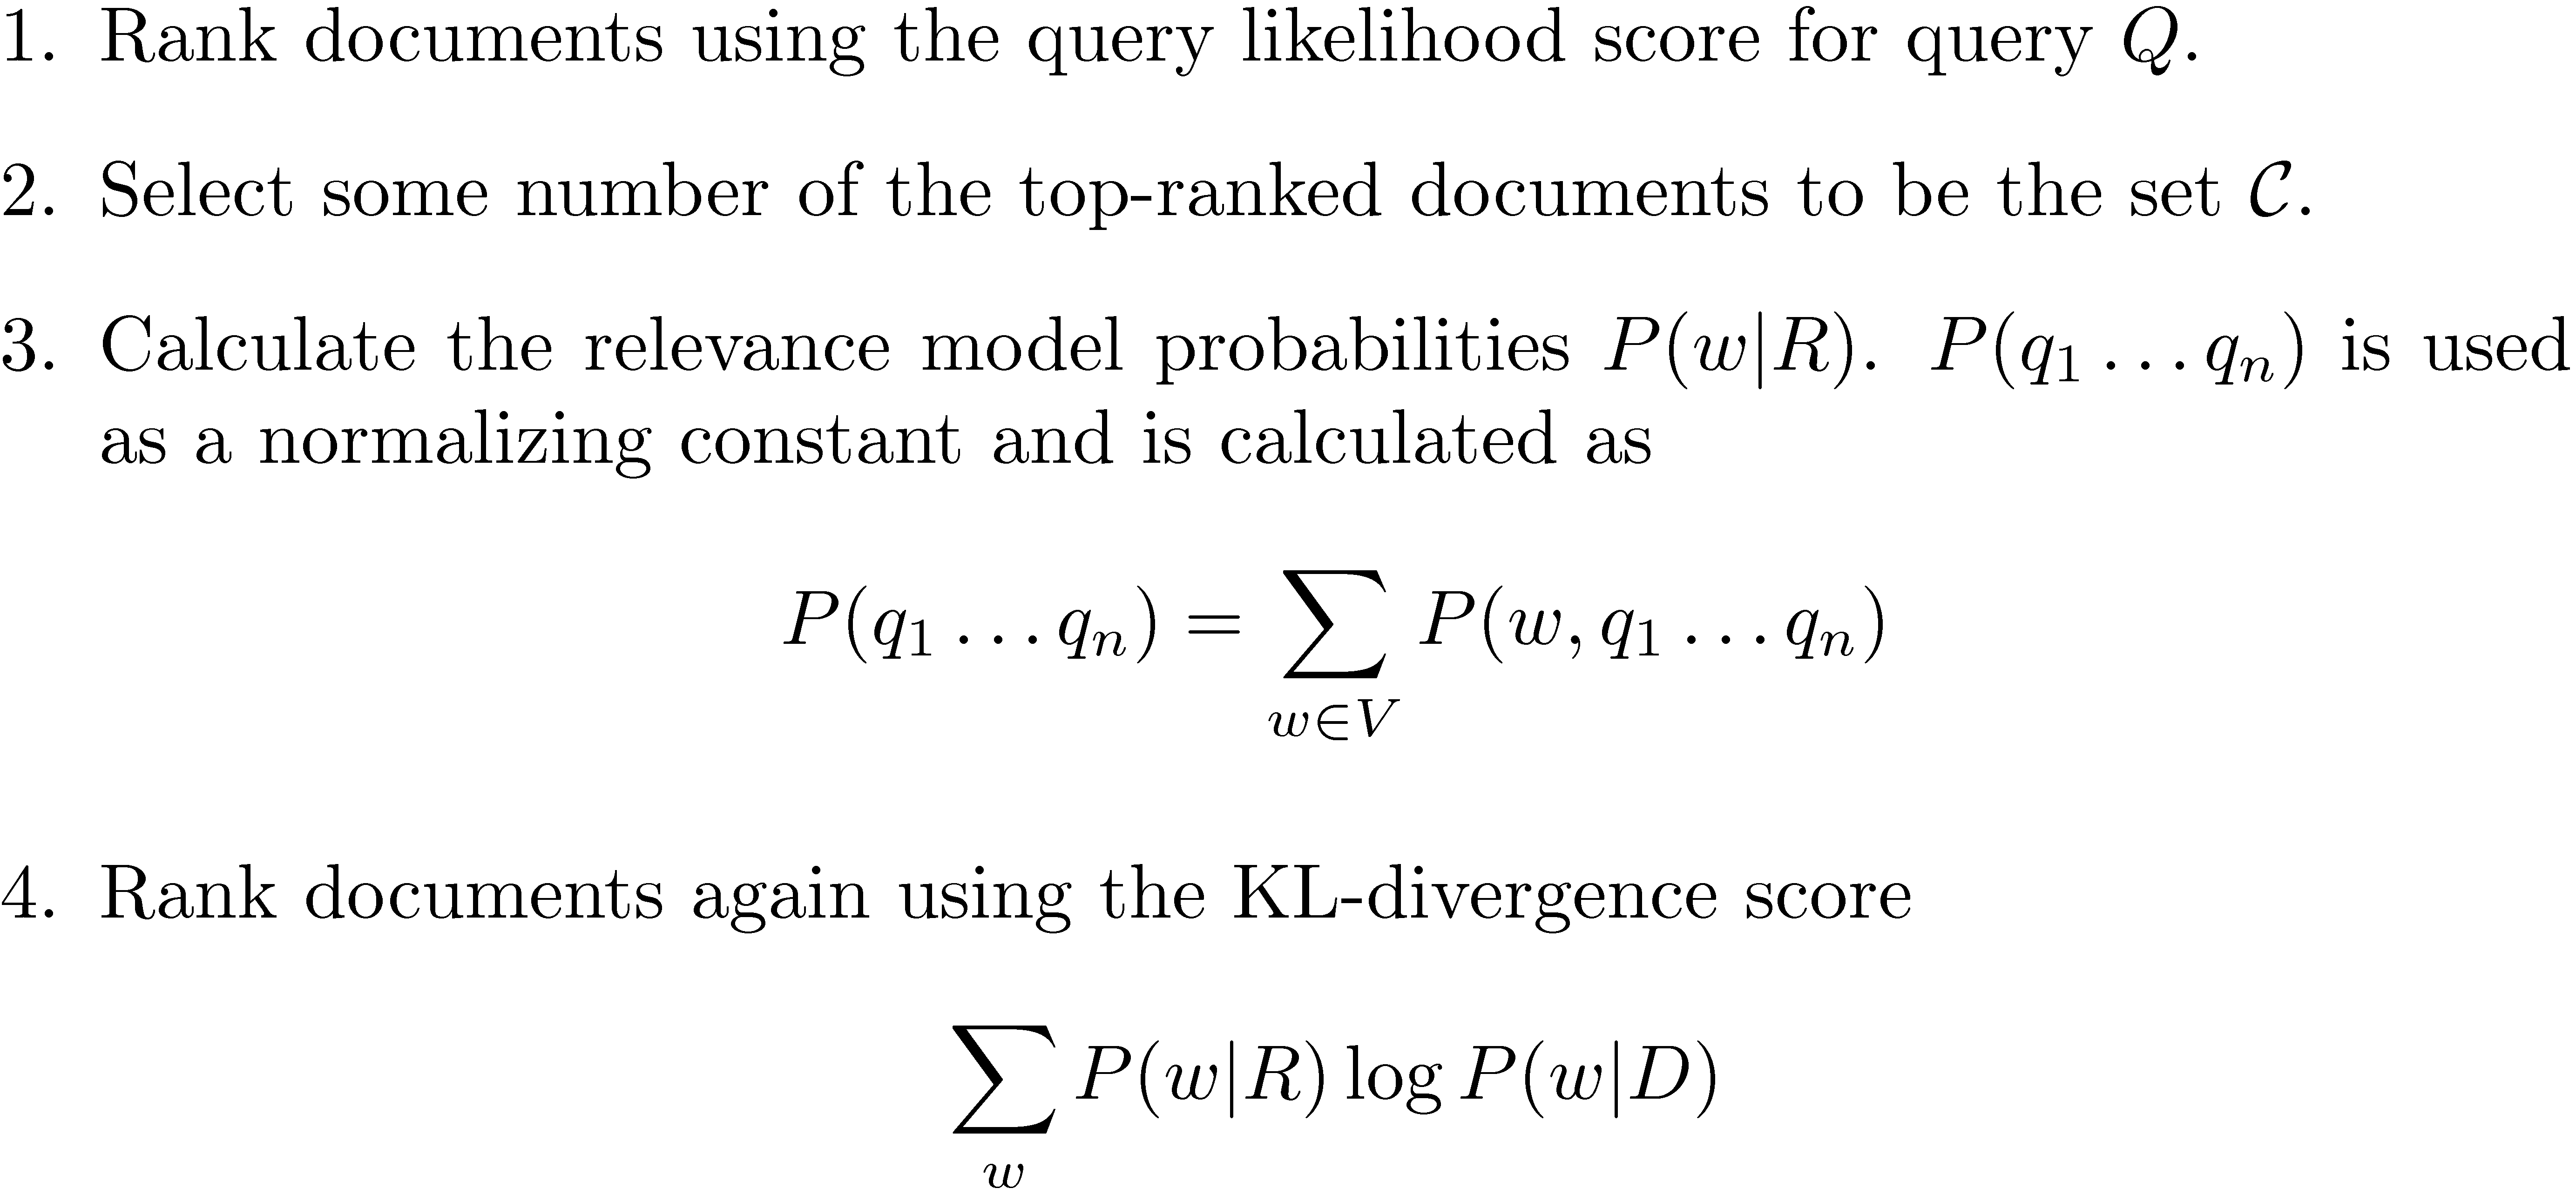 1. Rank documents using the query likelihood score for query Q.
2. Select some number of the top-ranked documents to be the set 𝒞.
3. Calculate the relevance model probabilities P(w|R). P(q₁ . . . qₙ) is used
as a normalizing constant and is calculated as
P(q₁ . . . qₙ) = ∑_{w∈V} P(w, q₁ . . . qₙ)
4. Rank documents again using the KL-divergence score
∑_w P(w|R) log P(w|D)